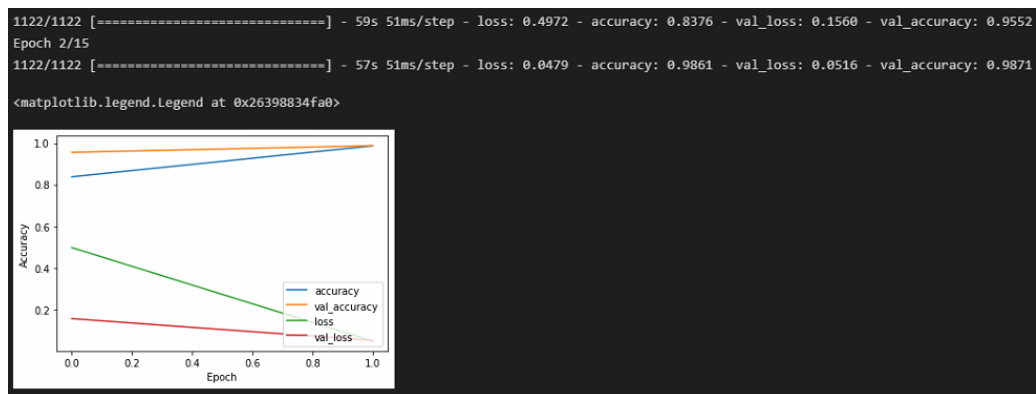 1122/1122 [==============================] - 59s 51ms/step - loss: 0.4972 - accuracy: 0.8376 - val_loss: 0.1560 - val_accuracy: 0.9552
Epoch 2/15
1122/1122 [==============================] - 57s 51ms/step - loss: 0.0479 - accuracy: 0.9861 - val_loss: 0.0516 - val_accuracy: 0.9871
<matplotlib.legend.Legend at 0x26398834fa0>
1.0
0.8
0.6
0.4
0.2
Accuracy
accuracy
val_accuracy
loss
val_loss
0.0 0.2 0.4 0.6 0.8 1.0
Epoch